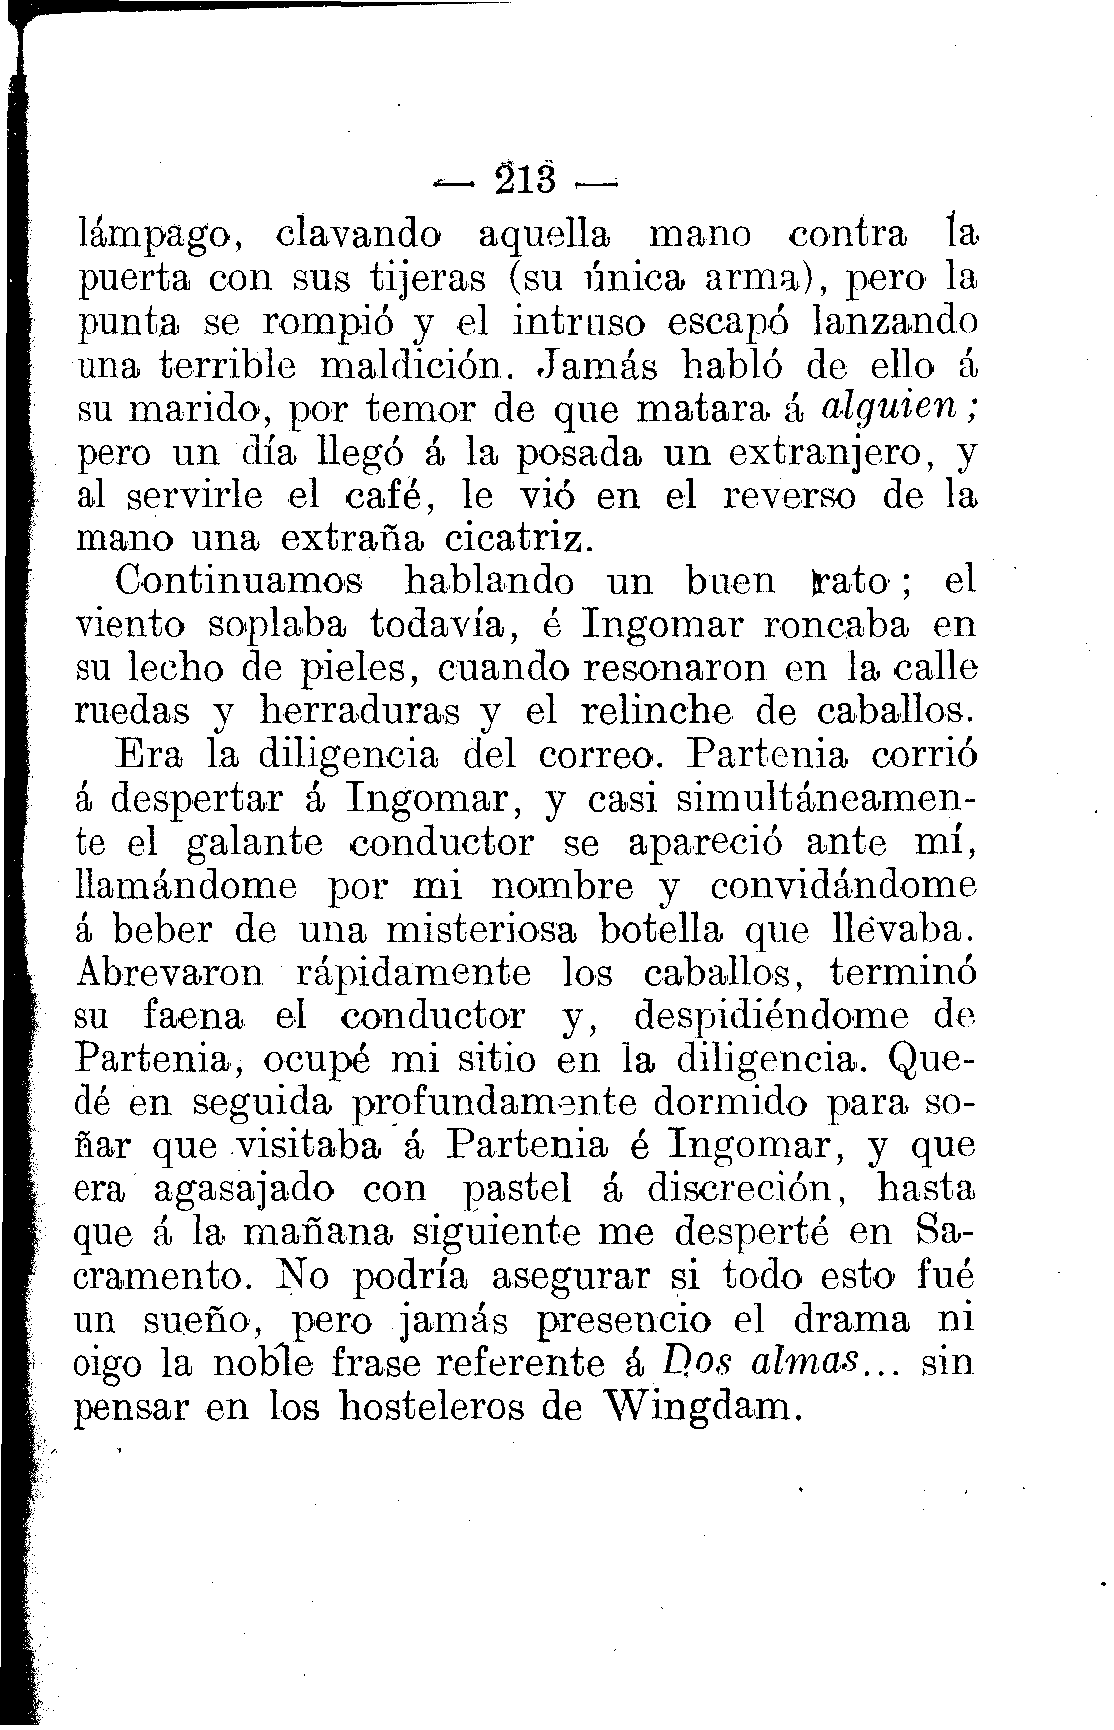 — 213 —
lámpago, clavando aquella mano contra la
puerta con sus tijeras (su única arma), pero la
punta se rompió y el intruso escapó lanzando
una terrible maldición. Jamás habló de ello á
su marido, por temor de que matara á alguien;
pero un día llegó á la posada un extranjero, y
al servirle el café, le vió en el reverso de la
mano una extraña cicatriz.
Continuamos hablando un buen rato; el
viento soplaba todavía, é Ingomar roncaba en
su lecho de pieles, cuando resonaron en la calle
ruedas y herraduras y el relinche de caballos.
Era la diligencia del correo. Partenia corrió
á despertar á Ingomar, y casi simultáneamen-
te el galante conductor se apareció ante mí,
llamándome por mi nombre y convidándome
á beber de una misteriosa botella que llevaba.
Abrevaron rápidamente los caballos, terminó
su faena el conductor y, despidiéndome de
Partenia, ocupé mi sitio en la diligencia. Que-
dé en seguida profundamente dormido para so-
ñar que visitaba á Partenia é Ingomar, y que
era agasajado con pastel á discreción, hasta
que á la mañana siguiente me desperté en Sa-
cramento. No podría asegurar si todo esto fué
un sueño, pero jamás presencio el drama ni
oigo la noble frase referente á Dos almas... sin
pensar en los hosteleros de Wingdam.